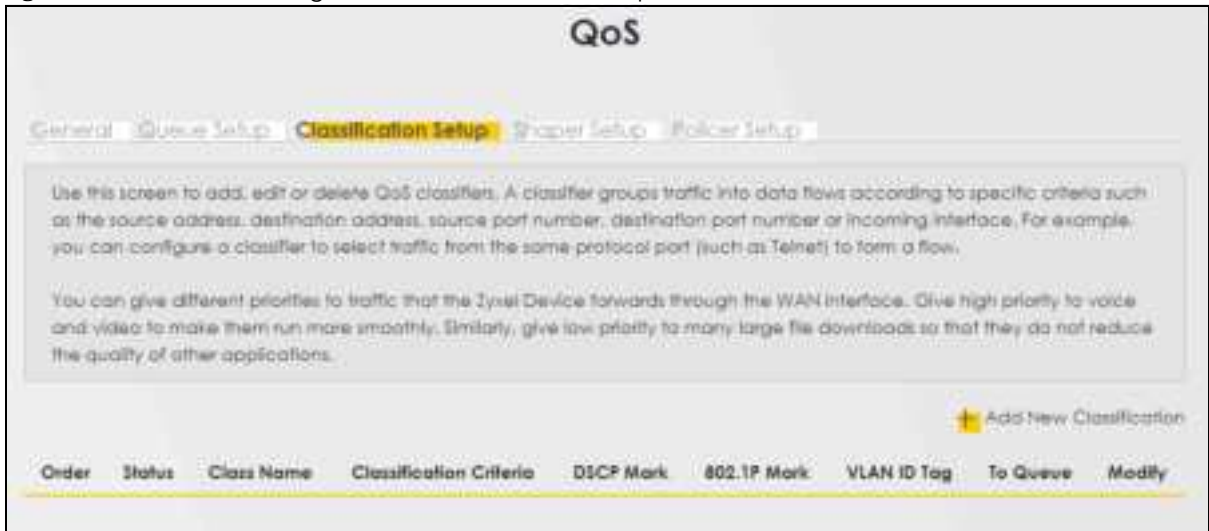 QoS
General Queue Setup Classification Setup Shaper Setup Policer Setup
Use this screen to add, edit or delete QoS classifiers. A classifier groups traffic into data flows according to specific criteria such
as the source address, destination address, source port number, destination port number or incoming interface. For example,
you can configure a classifier to select traffic from the same protocol port (such as Telnet) to form a flow.
You can give different priorities to traffic that the Zyxel Device forwards through the WAN interface. Give high priority to voice
and video to make them run more smoothly. Similarly, give low priority to many large file downloads so that they do not reduce
the quality of other applications.
+ Add New Classification
Order Status Class Name Classification Criteria DSCP Mark 802.1P Mark VLAN ID Tag To Queue Modify